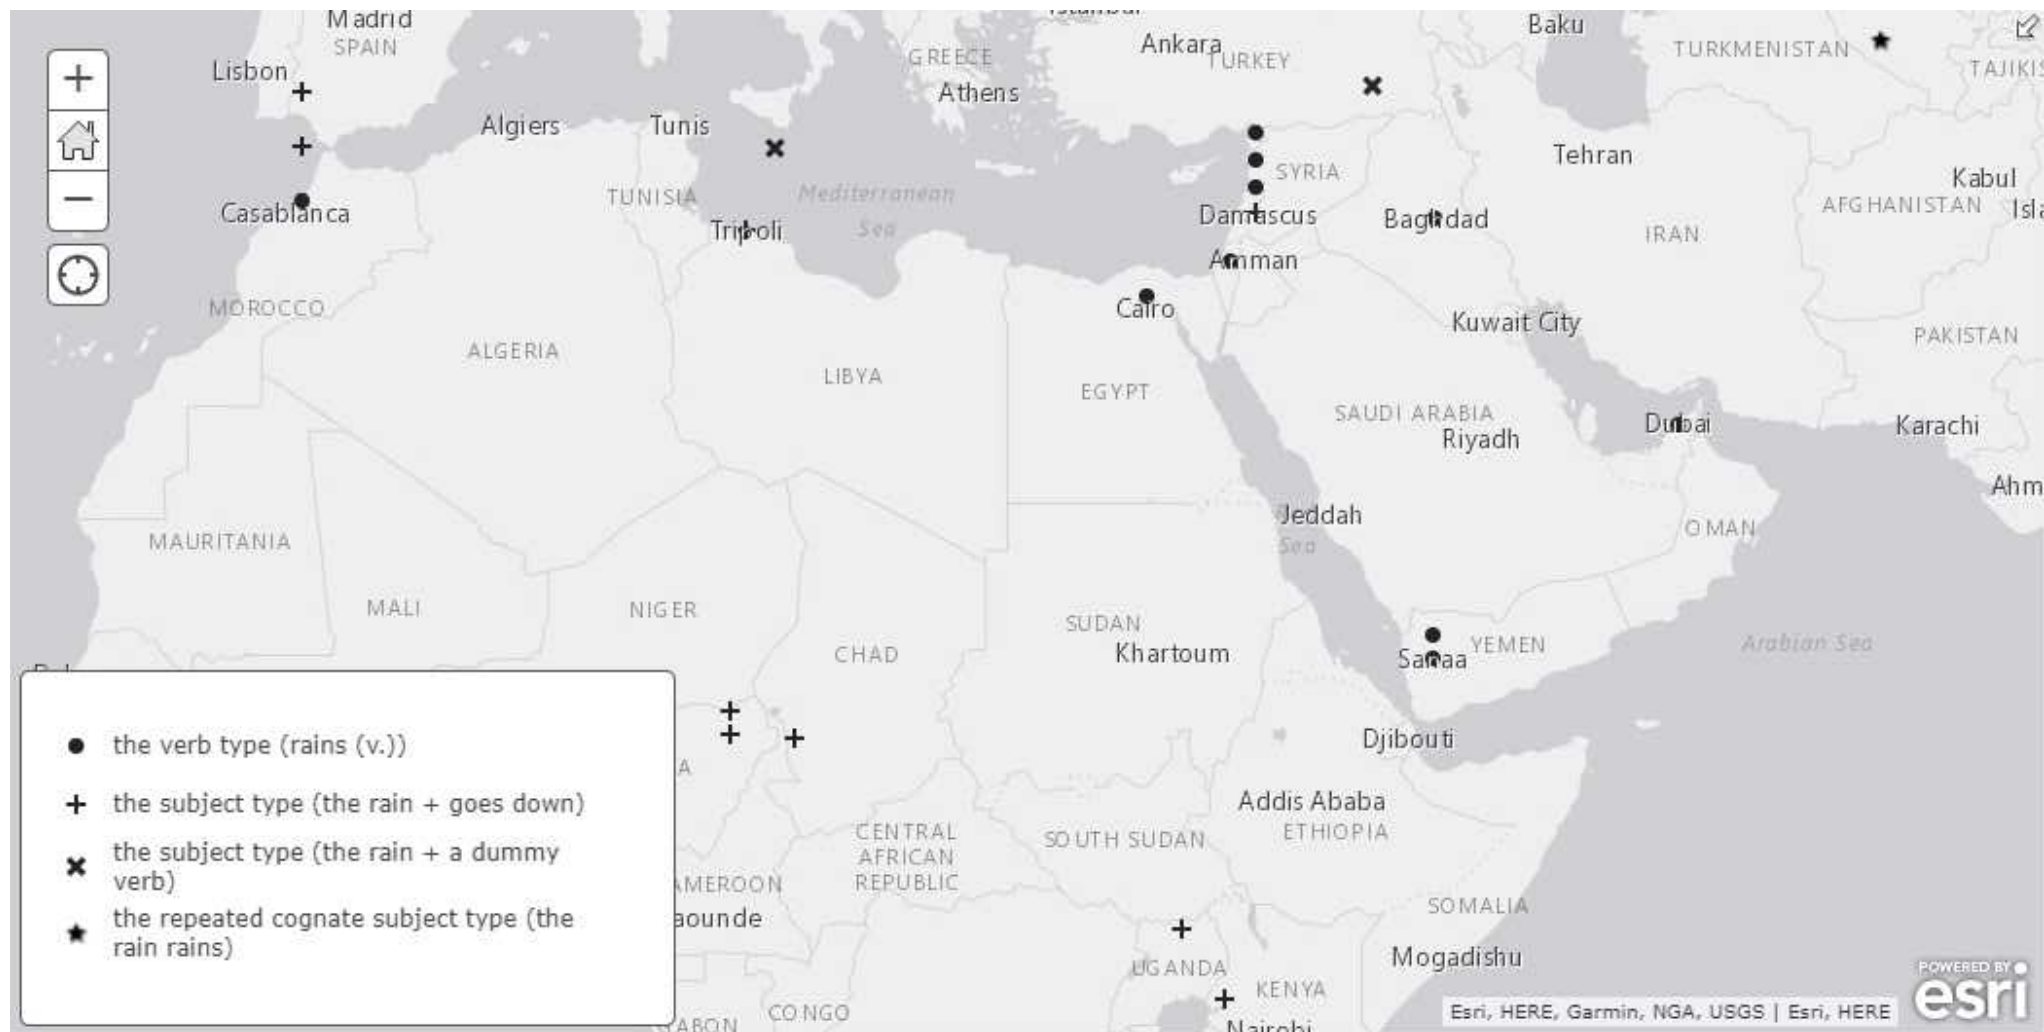 Madrid
SPAIN
Lisbon
GREECE
Athens
Ankara
TURKEY
Baku
TURKMENISTAN
Algiers
Tunis
TUNISIA
Tripoli
Mediterranean
Sea
SYRIA
Damascus
Amman
Baghdad
Tehran
IRAN
Kabul
AFGHANISTAN
Casablanca
MOROCCO
ALGERIA
LIBYA
Cairo
EGYPT
Kuwait City
PAKISTAN
SAUDI ARABIA
Riyadh
Dubai
Karachi
Jeddah
Sea
OMAN
MAURITANIA
MALI
NIGER
CHAD
SUDAN
Khartoum
Sanaa
YEMEN
Arabian Sea
Djibouti
Addis Ababa
ETHIOPIA
SOUTH SUDAN
CENTRAL
AFRICAN
REPUBLIC
AMEROON
aounde
SOMALIA
Mogadishu
UGANDA
KENYA
Nairobi
CONGO
ABON
the verb type (rains (v.))
the subject type (the rain + goes down)
the subject type (the rain + a dummy
verb)
the repeated cognate subject type (the
rain rains)
Esri, HERE, Garmin, NGA, USGS | Esri, HERE
POWERED BY
esri